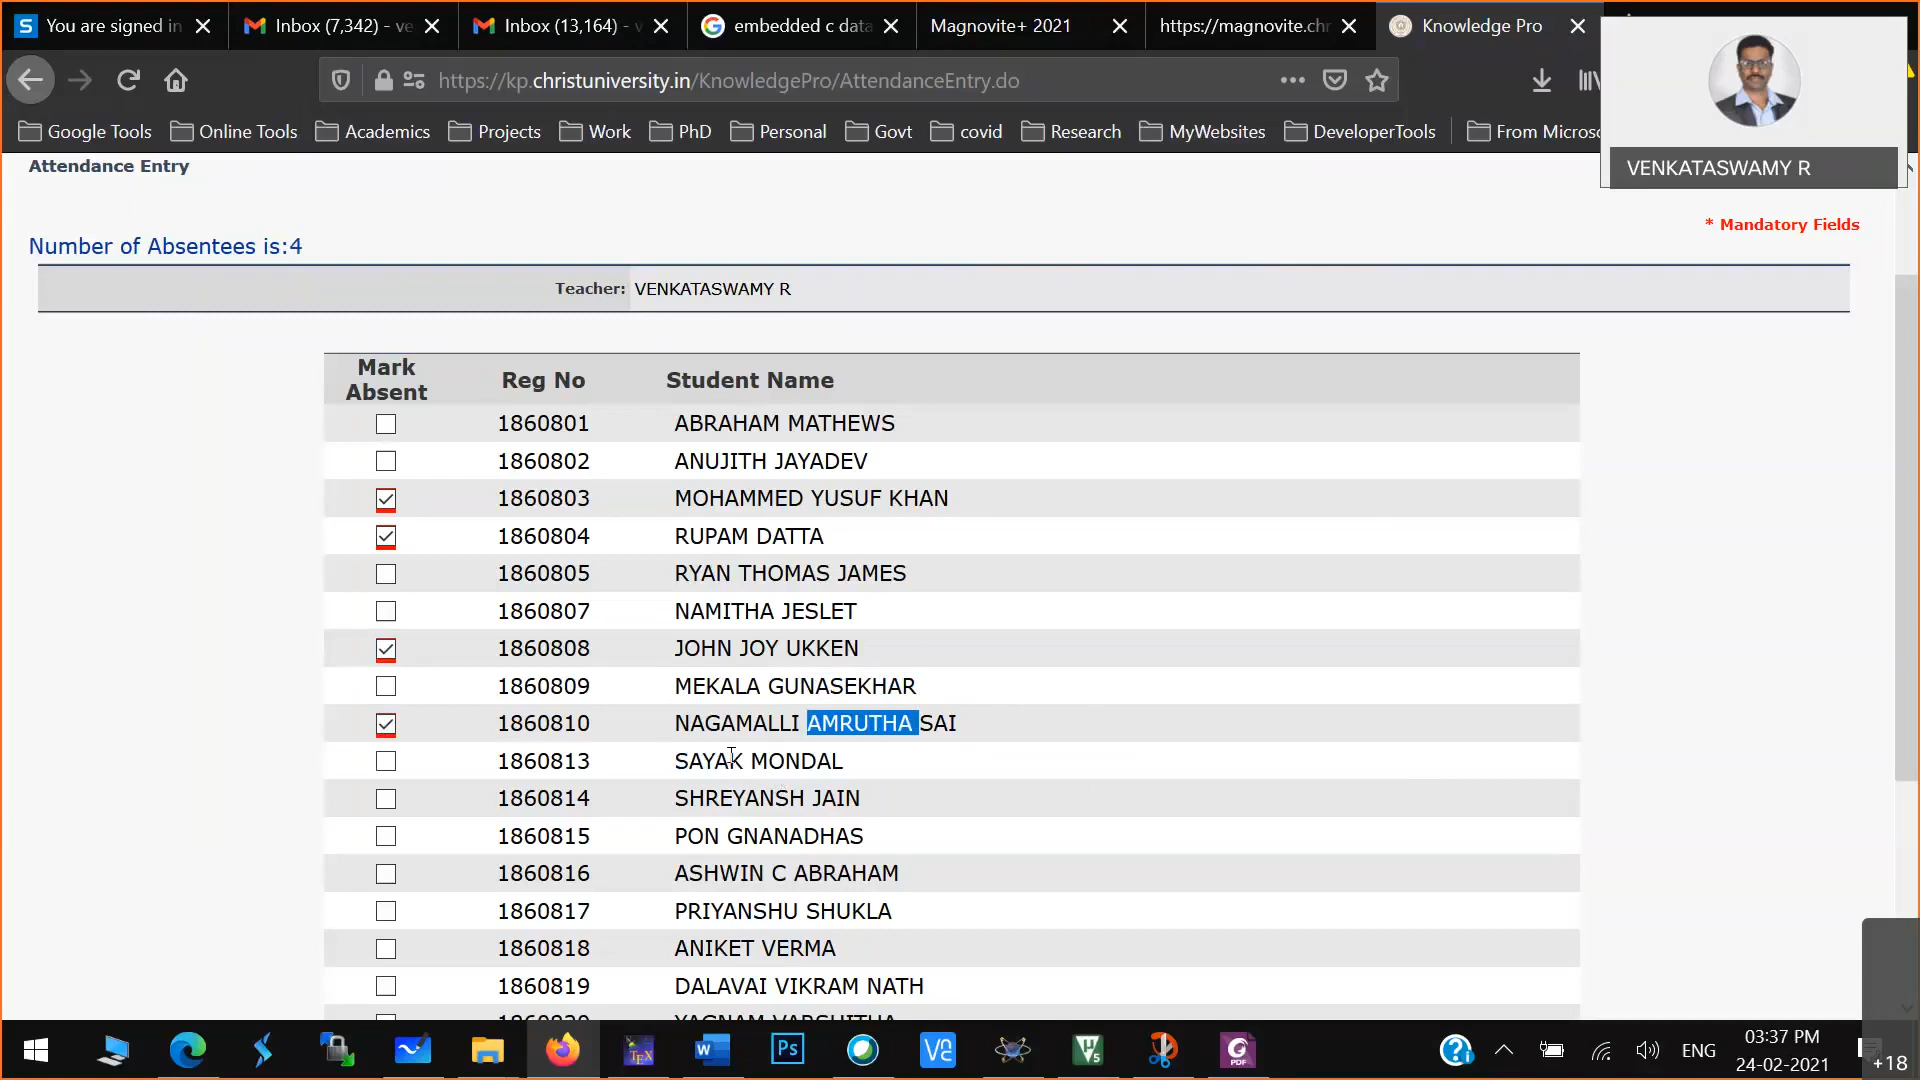 You are signed in
Inbox (7,342) - ve
Inbox (13,164) - v
embedded c data
Magnovite+ 2021
https://magnovite.chr
Knowledge Pro
https://kp.christuniversity.in/KnowledgePro/AttendanceEntry.do
Google Tools
Online Tools
Academics
Projects
Work
PhD
Personal
Govt
covid
Research
MyWebsites
DeveloperTools
From Microso
VENKATASWAMY R
Attendance Entry
* Mandatory Fields
Number of Absentees is:4
Teacher: VENKATASWAMY R
Mark Absent Reg No Student Name
1860801 ABRAHAM MATHEWS
1860802 ANUJITH JAYADEV
1860803 MOHAMMED YUSUF KHAN
1860804 RUPAM DATTA
1860805 RYAN THOMAS JAMES
1860807 NAMITHA JESLET
1860808 JOHN JOY UKKEN
1860809 MEKALA GUNASEKHAR
1860810 NAGAMALLI AMRUTHA SAI
1860813 SAYAK MONDAL
1860814 SHREYANSH JAIN
1860815 PON GNANADHAS
1860816 ASHWIN C ABRAHAM
1860817 PRIYANSHU SHUKLA
1860818 ANIKET VERMA
1860819 DALAVAI VIKRAM NATH
ENG
03:37 PM
24-02-2021
+18